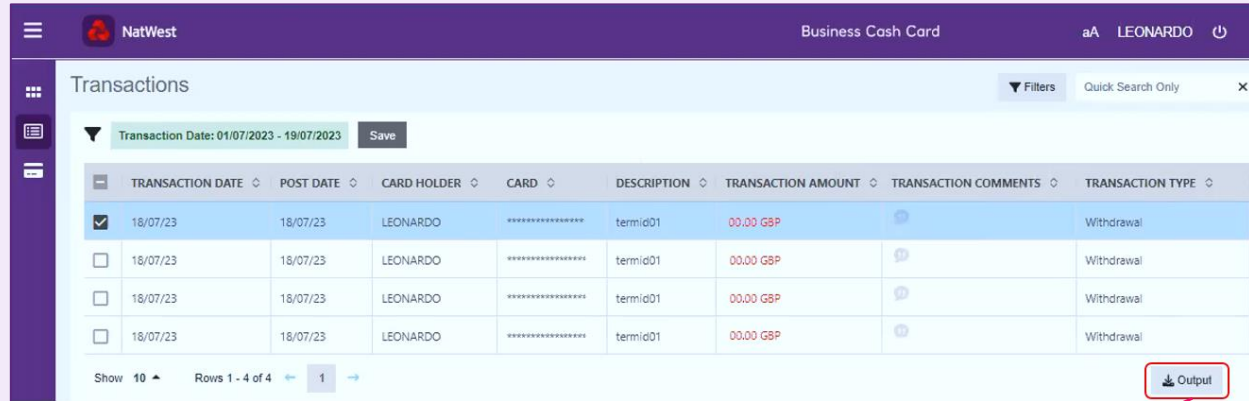 NatWest Business Cash Card aA LEONARDO
Transactions Filters Quick Search Only ×
Transaction Date: 01/07/2023 - 19/07/2023 Save
TRANSACTION DATE POST DATE CARD HOLDER CARD DESCRIPTION TRANSACTION AMOUNT TRANSACTION COMMENTS TRANSACTION TYPE
18/07/23 18/07/23 LEONARDO **************** termid01 00.00 GBP Withdrawal
18/07/23 18/07/23 LEONARDO **************** termid01 00.00 GBP Withdrawal
18/07/23 18/07/23 LEONARDO **************** termid01 00.00 GBP Withdrawal
18/07/23 18/07/23 LEONARDO **************** termid01 00.00 GBP Withdrawal
Show 10 Rows 1 - 4 of 4 ← 1 → Output